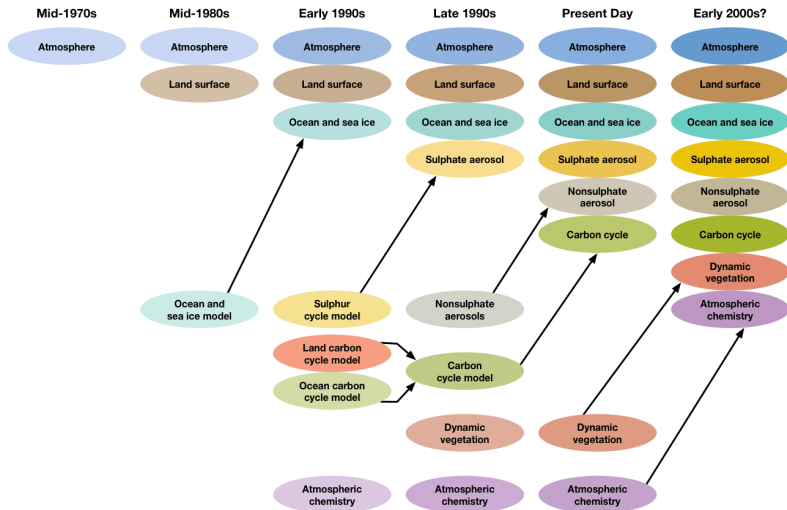 Mid-1970s
Mid-1980s
Early 1990s
Late 1990s
Present Day
Early 2000s?
Atmosphere
Atmosphere
Atmosphere
Atmosphere
Atmosphere
Atmosphere
Land surface
Land surface
Land surface
Land surface
Land surface
Ocean and sea ice
Ocean and sea ice
Ocean and sea ice
Ocean and sea ice
Sulphate aerosol
Sulphate aerosol
Sulphate aerosol
Nonsulphate
aerosol
Nonsulphate
aerosol
Carbon cycle
Carbon cycle
Dynamic
vegetation
Ocean and
sea ice model
Sulphur
cycle model
Nonsulphate
aerosols
Atmospheric
chemistry
Land carbon
cycle model
Carbon
cycle model
Ocean carbon
cycle model
Dynamic
vegetation
Dynamic
vegetation
Atmospheric
chemistry
Atmospheric
chemistry
Atmospheric
chemistry